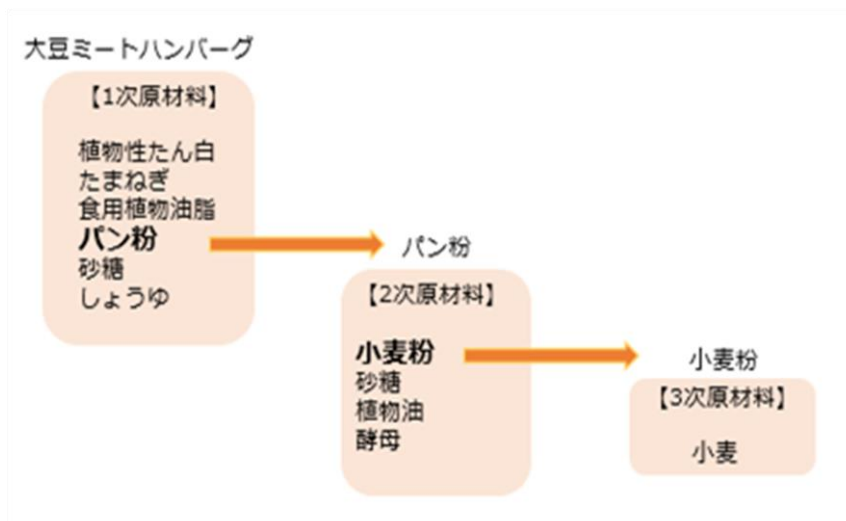 大豆ミートハンバーグ
【1次原材料】
植物性たん白
たまねぎ
食用植物油脂
パン粉
砂糖
しょうゆ
パン粉
【2次原材料】
小麦粉
砂糖
植物油
酵母
小麦粉
【3次原材料】
小麦